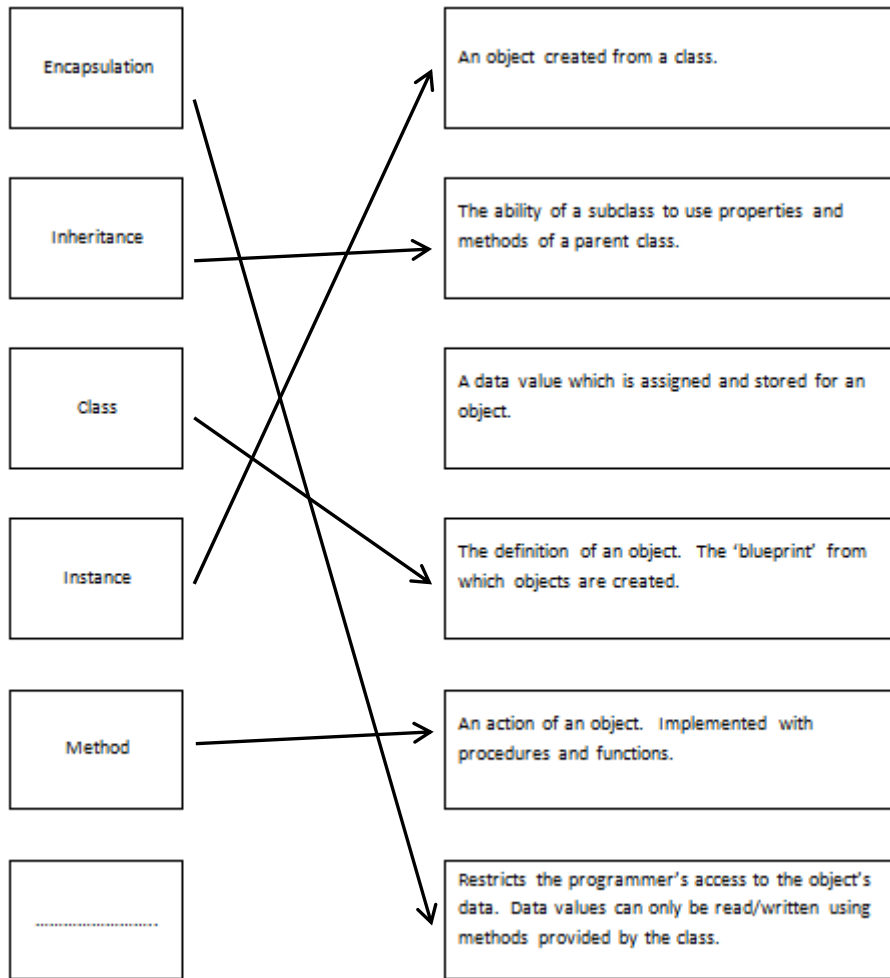 Encapsulation
An object created from a class.
Inheritance
The ability of a subclass to use properties and
methods of a parent class.
Class
A data value which is assigned and stored for an
object.
Instance
The definition of an object. The ‘blueprint’ from
which objects are created.
Method
An action of an object. Implemented with
procedures and functions.
Restricts the programmer’s access to the object’s
data. Data values can only be read/written using
methods provided by the class.